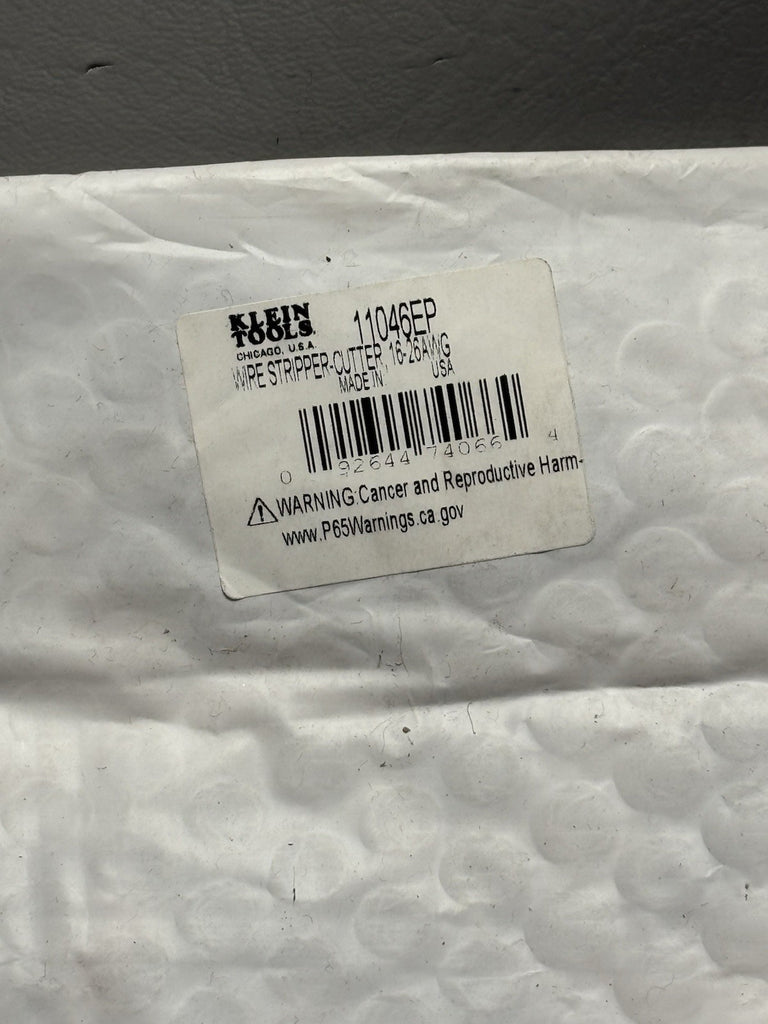 KLEIN
TOOLS®
CHICAGO, U.S.A.
11046EP
WIRE STRIPPER-CUTTER 16-26AWG
MADE IN USA
0 92644 74066 4
⚠ WARNING:Cancer and Reproductive Harm-
www.P65Warnings.ca.gov